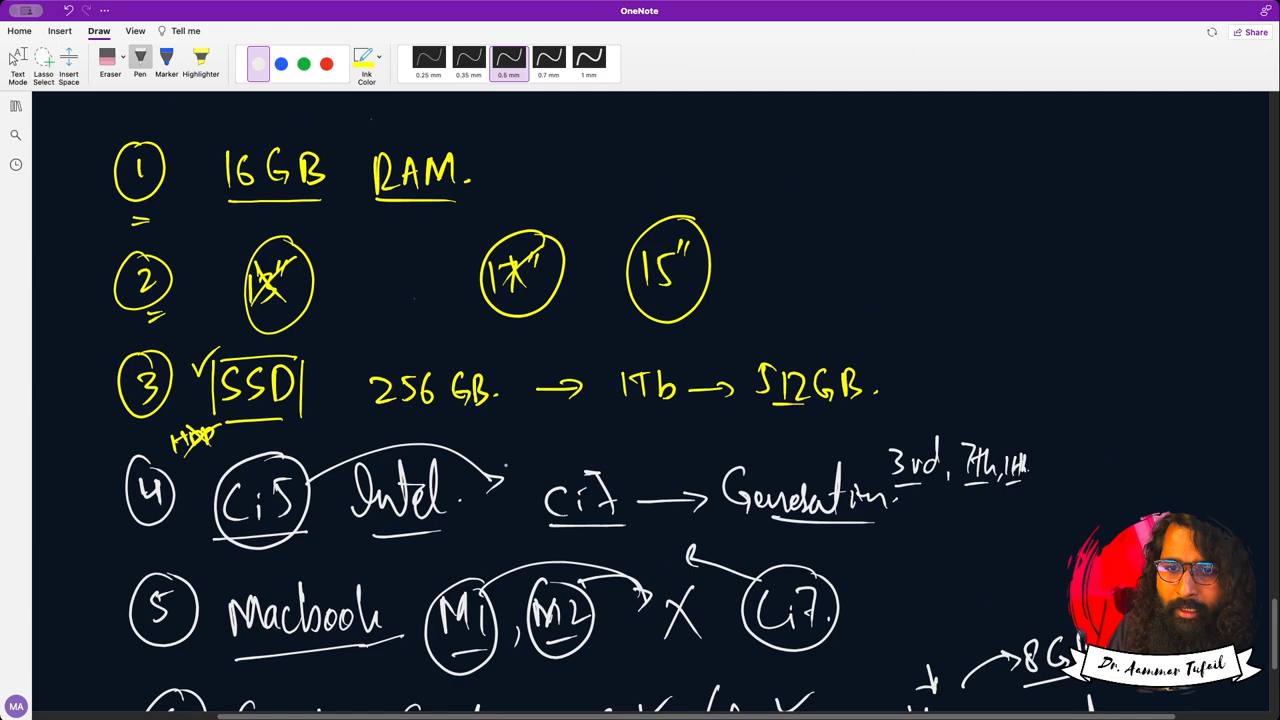 OneNote
Home Insert Draw View Tell me Share
Text Mode Lasso Select Insert Space Eraser Pen Marker Highlighter Ink Color 0.25 mm 0.35 mm 0.5 mm 0.7 mm 1 mm
1 16 GB RAM.
2 17" 15"
3 SSD 256 GB. → 1Tb → 512GB.
HDD
4 Ci5 Intel. Ci7 → Generation. 3rd, 7th, 11th
5 Macbook M1, M2 X Ci7.
8 G
Dr. Aammar Tufail
MA